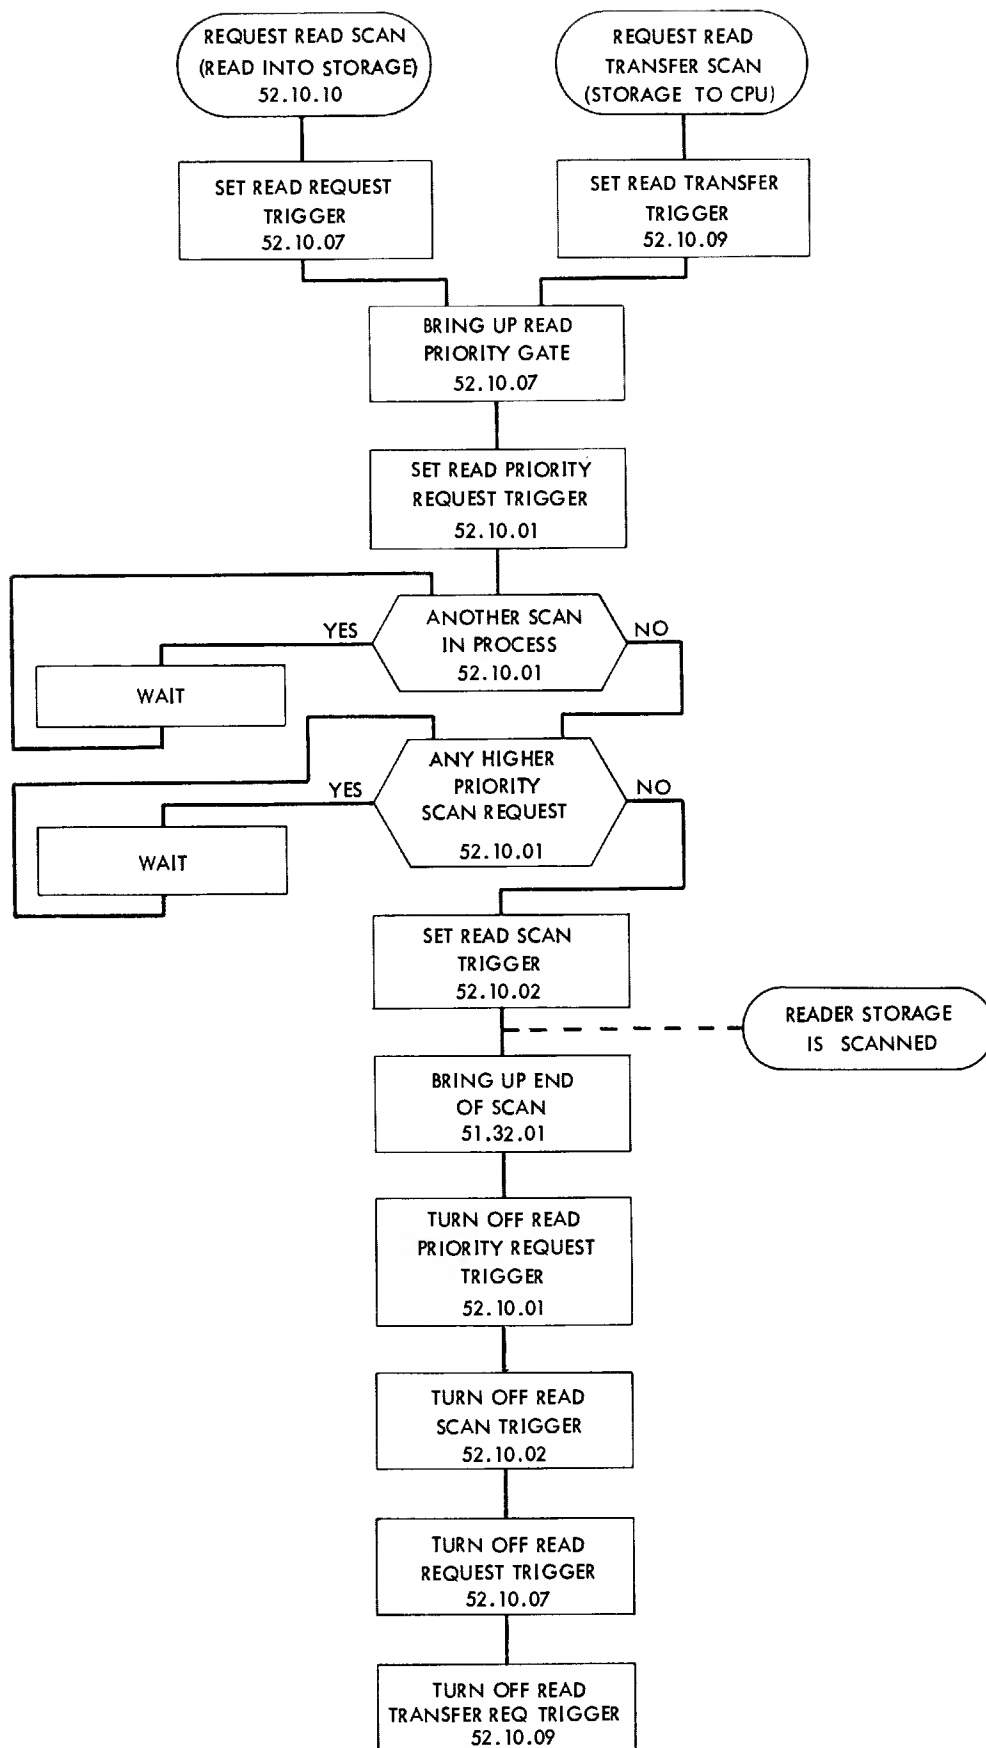 REQUEST READ SCAN
(READ INTO STORAGE)
52.10.10
REQUEST READ
TRANSFER SCAN
(STORAGE TO CPU)
SET READ REQUEST
TRIGGER
52.10.07
SET READ TRANSFER
TRIGGER
52.10.09
BRING UP READ
PRIORITY GATE
52.10.07
SET READ PRIORITY
REQUEST TRIGGER
52.10.01
ANOTHER SCAN
IN PROCESS
52.10.01
YES
NO
WAIT
ANY HIGHER
PRIORITY
SCAN REQUEST
52.10.01
YES
NO
WAIT
SET READ SCAN
TRIGGER
52.10.02
READER STORAGE
IS SCANNED
BRING UP END
OF SCAN
51.32.01
TURN OFF READ
PRIORITY REQUEST
TRIGGER
52.10.01
TURN OFF READ
SCAN TRIGGER
52.10.02
TURN OFF READ
REQUEST TRIGGER
52.10.07
TURN OFF READ
TRANSFER REQ TRIGGER
52.10.09